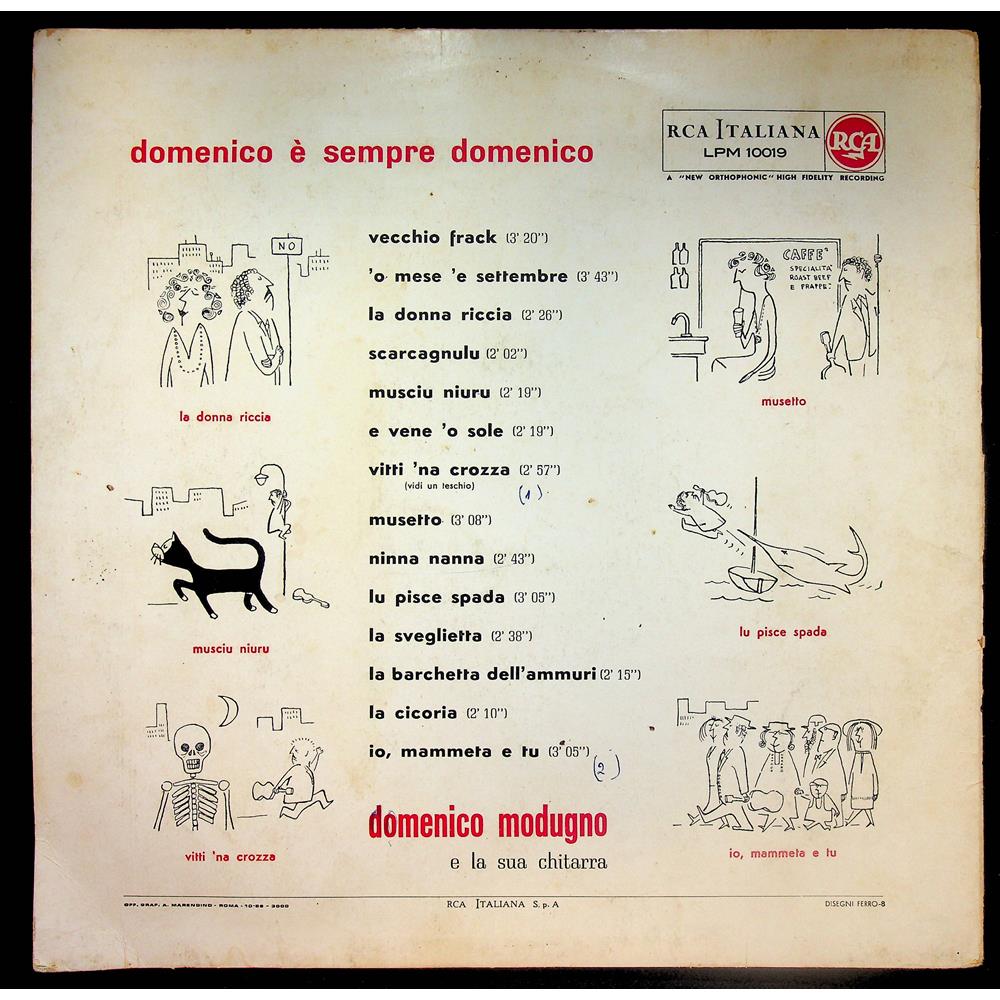 domenico è sempre domenico
RCA ITALIANA
LPM 10019
RCA
A "NEW ORTHOPHONIC" HIGH FIDELITY RECORDING
NO
la donna riccia
musciu niuru
vitti 'na crozza
vecchio frack (3' 20'')
'o mese 'e settembre (3' 43'')
la donna riccia (2' 26'')
scarcagnulu (2' 02'')
musciu niuru (2' 19'')
e vene 'o sole (2' 19'')
vitti 'na crozza (2' 57'')
(vidi un teschio)
(1)
musetto (3' 08'')
ninna nanna (2' 43'')
lu pisce spada (3' 05'')
la sveglietta (2' 38'')
la barchetta dell'ammuri (2' 15'')
la cicoria (2' 10'')
io, mammeta e tu (3' 05'')
(2)
CAFFE'
SPECIALITA'
ROAST BEEF
E FRAPPE'
musetto
lu pisce spada
io, mammeta e tu
domenico modugno
e la sua chitarra
OFF. GRAF. A. MARENDINO - ROMA -
RCA ITALIANA S.p.A
DISEGNI FERRO-8